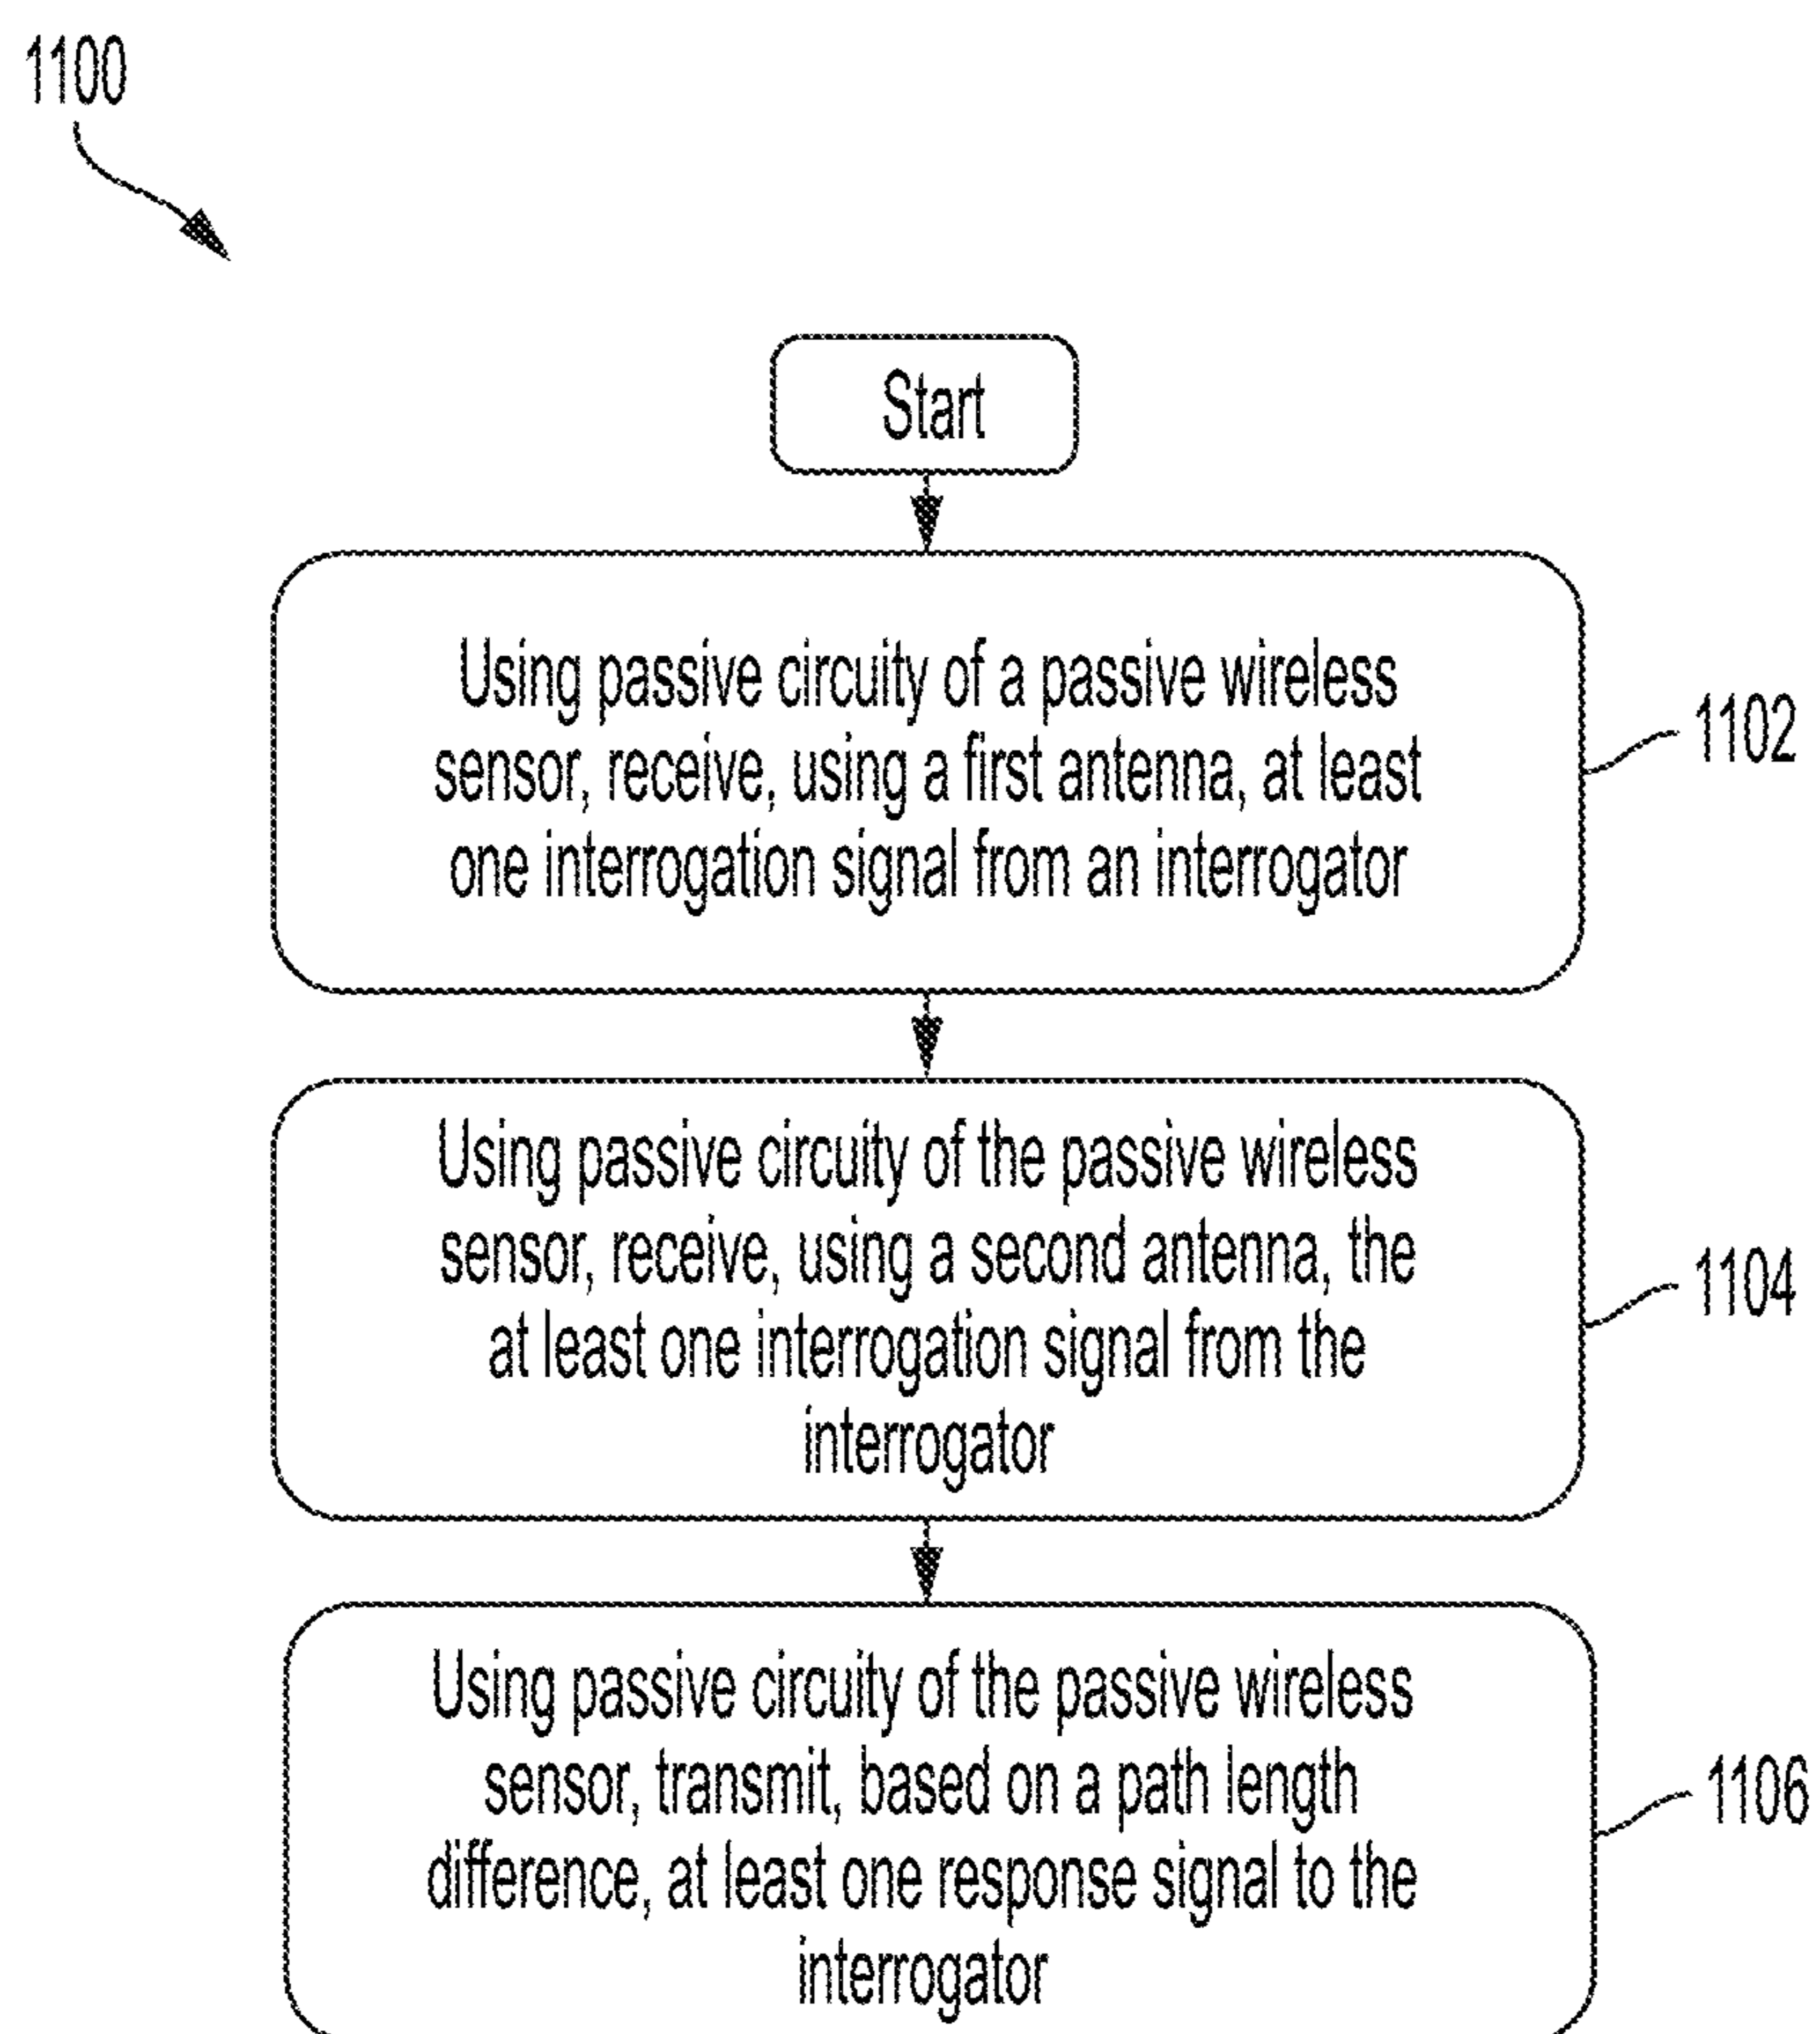 1100
Start
Using passive circuity of a passive wireless
sensor, receive, using a first antenna, at least
one interrogation signal from an interrogator
1102
Using passive circuity of the passive wireless
sensor, receive, using a second antenna, the
at least one interrogation signal from the
interrogator
1104
Using passive circuity of the passive wireless
sensor, transmit, based on a path length
difference, at least one response signal to the
interrogator
1106